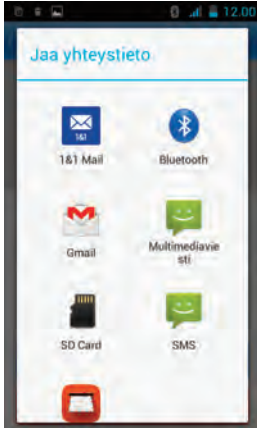 12.00
Jaa yhteystieto
1&1
1&1 Mail
Bluetooth
Gmail
Multimediavie
sti
SD Card
SMS